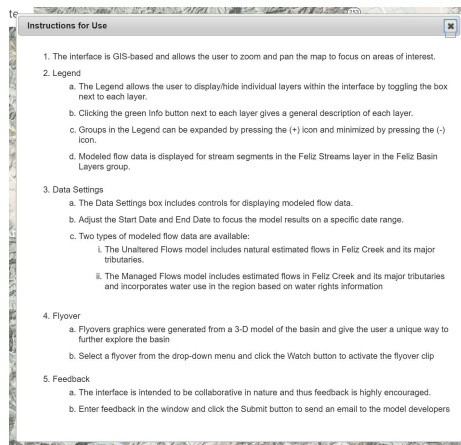 te
253
Instructions for Use
1. The interface is GIS-based and allows the user to zoom and pan the map to focus on areas of interest.
2. Legend
a. The Legend allows the user to display/hide individual layers within the interface by toggling the box
next to each layer.
b. Clicking the green Info button next to each layer gives a general description of each layer.
c. Groups in the Legend can be expanded by pressing the (+) icon and minimized by pressing the (-)
icon.
d. Modeled flow data is displayed for stream segments in the Feliz Streams layer in the Feliz Basin
Layers group.
3. Data Settings
a. The Data Settings box includes controls for displaying modeled flow data.
b. Adjust the Start Date and End Date to focus the model results on a specific date range.
c. Two types of modeled flow data are available:
i. The Unaltered Flows model includes natural estimated flows in Feliz Creek and its major
tributaries.
ii. The Managed Flows model includes estimated flows in Feliz Creek and its major tributaries
and incorporates water use in the region based on water rights information
4. Flyover
a. Flyovers graphics were generated from a 3-D model of the basin and give the user a unique way to
further explore the basin
b. Select a flyover from the drop-down menu and click the Watch button to activate the flyover clip
5. Feedback
a. The interface is intended to be collaborative in nature and thus feedback is highly encouraged.
b. Enter feedback in the window and click the Submit button to send an email to the model developers